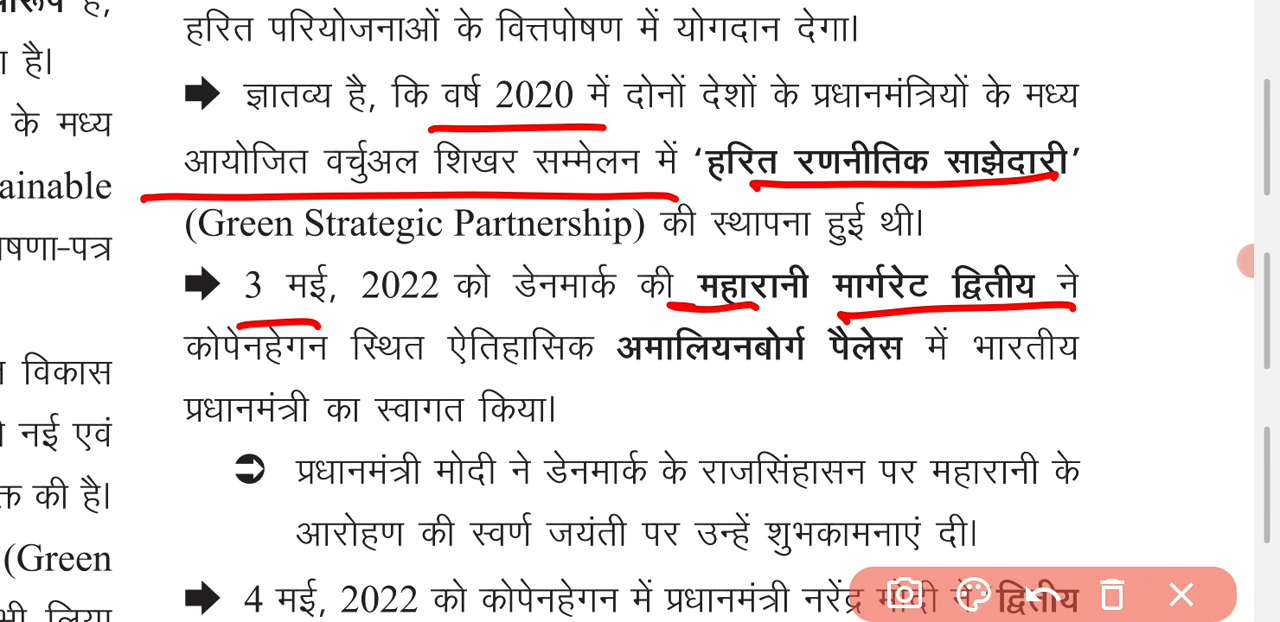 है,
है।
के मध्य
ainable
षणा-पत्र
विकास
नई एवं
की है।
(Green
लिया
हरित परियोजनाओं के वित्तपोषण में योगदान देगा।
ज्ञातव्य है, कि वर्ष 2020 में दोनों देशों के प्रधानमंत्रियों के मध्य
आयोजित वर्चुअल शिखर सम्मेलन में ‘हरित रणनीतिक साझेदारी’
(Green Strategic Partnership) की स्थापना हुई थी।
3 मई, 2022 को डेनमार्क की महारानी मार्गरेट द्वितीय ने
कोपेनहेगन स्थित ऐतिहासिक अमालियनबोर्ग पैलेस में भारतीय
प्रधानमंत्री का स्वागत किया।
प्रधानमंत्री मोदी ने डेनमार्क के राजसिंहासन पर महारानी के
आरोहण की स्वर्ण जयंती पर उन्हें शुभकामनाएं दी।
4 मई, 2022 को कोपेनहेगन में प्रधानमंत्री नरेंद्र मोदी ने ‘द्वितीय